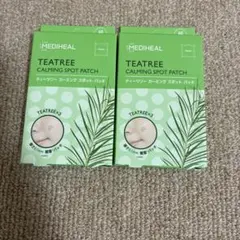 MEDIHEAL
TEATREE
CALMING SPOT PATCH
ティーツリー カーミング スポット パッチ
TEATREE×3
MEDIHEAL
TEATREE
CALMING SPOT PATCH
ティーツリー カーミング スポット パッチ
TEATREE×3